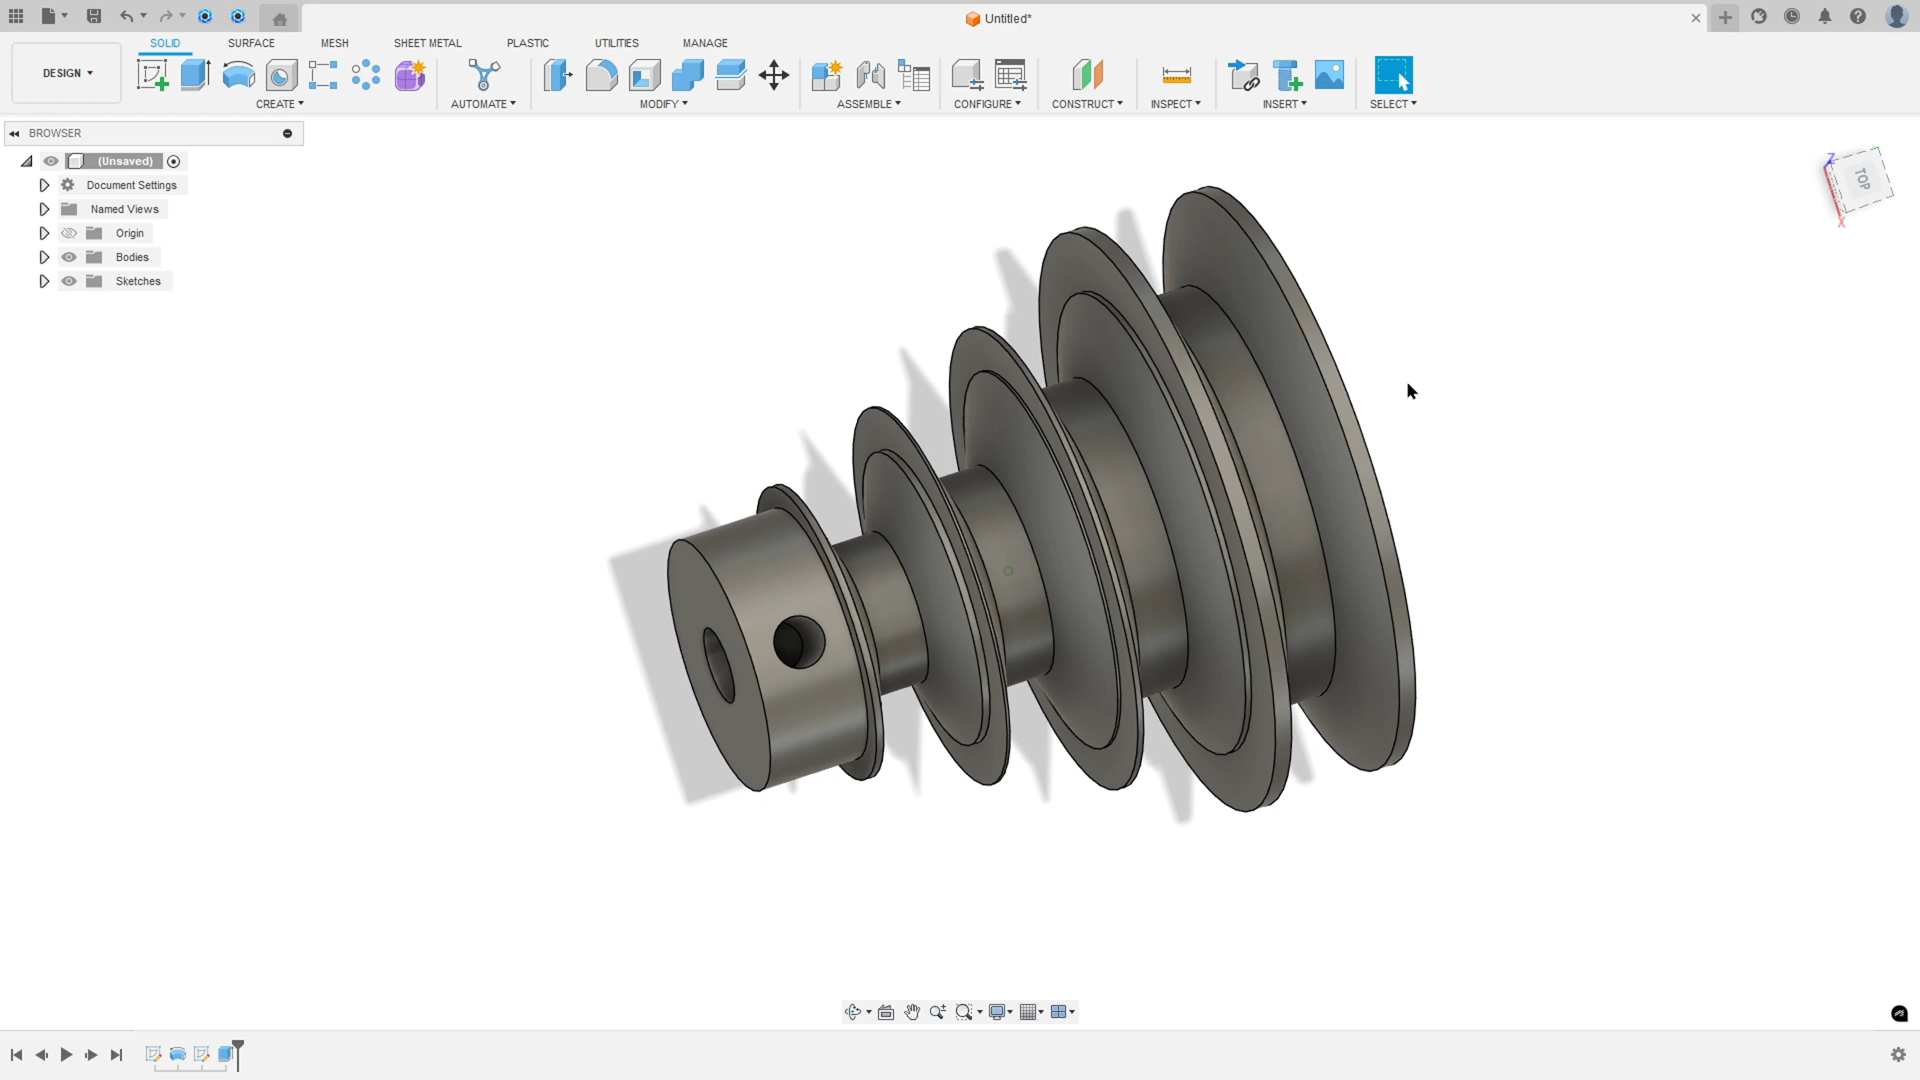 Untitled*
DESIGN
SOLID SURFACE MESH SHEET METAL PLASTIC UTILITIES MANAGE
CREATE AUTOMATE MODIFY ASSEMBLE CONFIGURE CONSTRUCT INSPECT INSERT SELECT
BROWSER
(Unsaved)
Document Settings
Named Views
Origin
Bodies
Sketches
Z
TOP
X